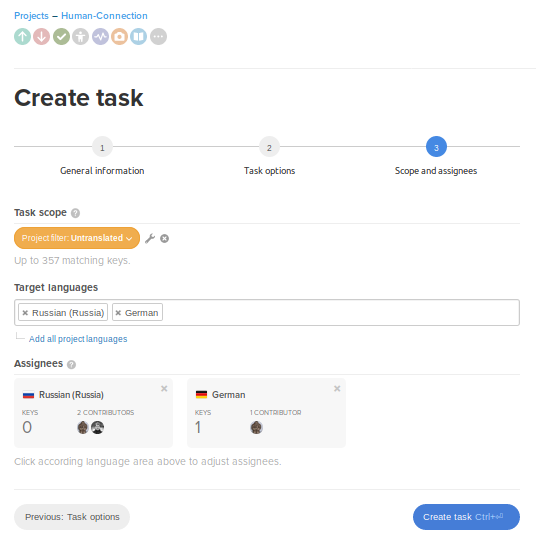 Projects – Human-Connection
Create task
1 2 3
General information Task options Scope and assignees
Task scope ?
Project filter: Untranslated
Up to 357 matching keys.
Target languages
× Russian (Russia) × German
Add all project languages
Assignees ?
Russian (Russia) × German ×
KEYS 2 CONTRIBUTORS KEYS 1 CONTRIBUTOR
0 1
Click according language area above to adjust assignees.
Previous: Task options Create task Ctrl+⏎